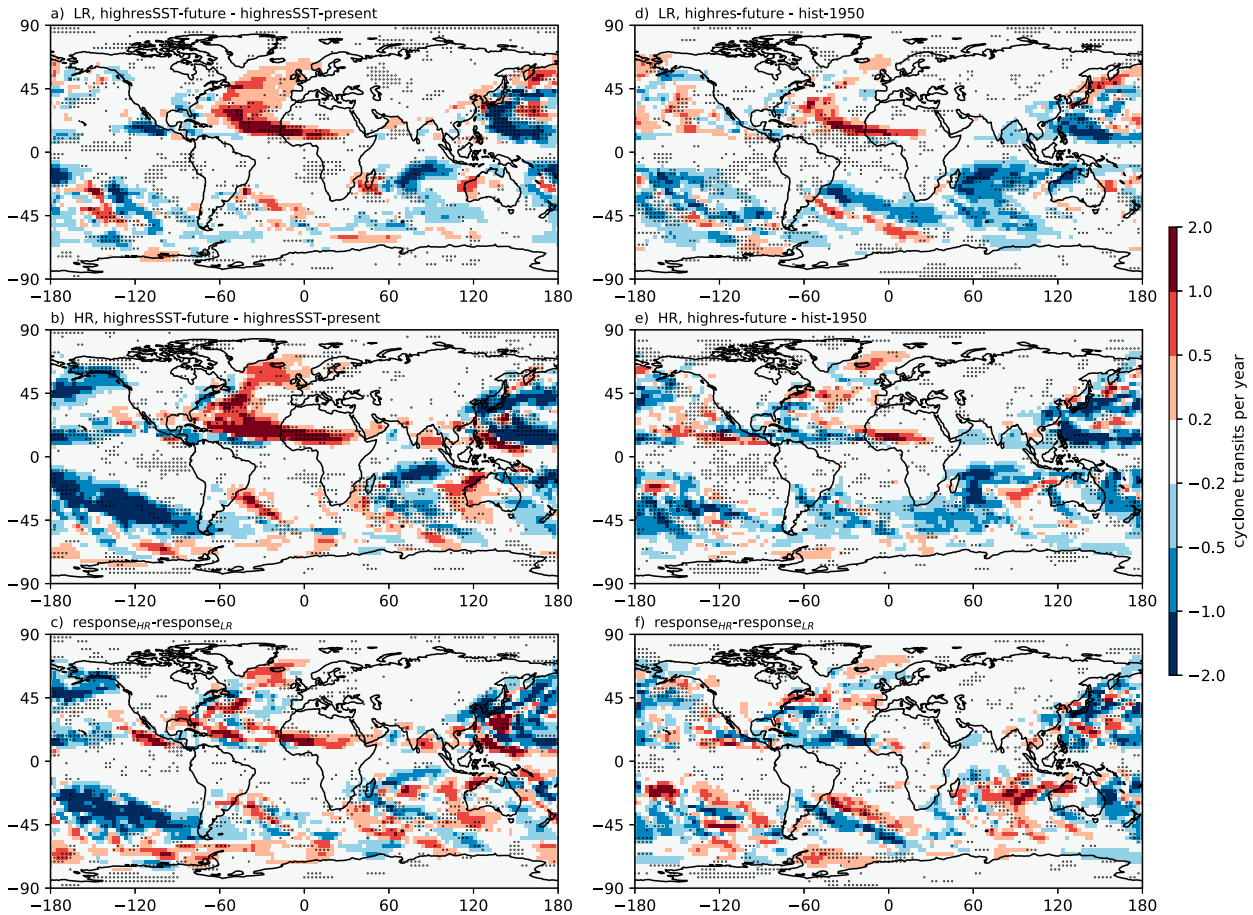 a) LR, highresSST-future - highresSST-present
90
45
0
−45
−90
−180 −120 −60 0 60 120 180
b) HR, highresSST-future - highresSST-present
90
45
0
−45
−90
−180 −120 −60 0 60 120 180
c) responseHR-responseLR
90
45
0
−45
−90
−180 −120 −60 0 60 120 180
d) LR, highres-future - hist-1950
90
45
0
−45
−90
−180 −120 −60 0 60 120 180
e) HR, highres-future - hist-1950
90
45
0
−45
−90
−180 −120 −60 0 60 120 180
f) responseHR-responseLR
90
45
0
−45
−90
−180 −120 −60 0 60 120 180
2.0
1.0
0.5
0.2
−0.2
−0.5
−1.0
−2.0
cyclone transits per year